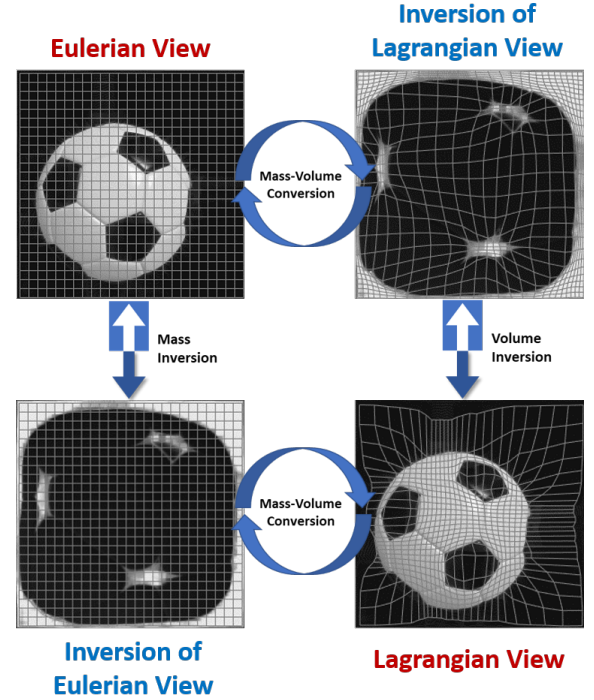 Eulerian View
Inversion of
Lagrangian View
Mass-Volume
Conversion
Mass
Inversion
Volume
Inversion
Mass-Volume
Conversion
Inversion of
Eulerian View
Lagrangian View